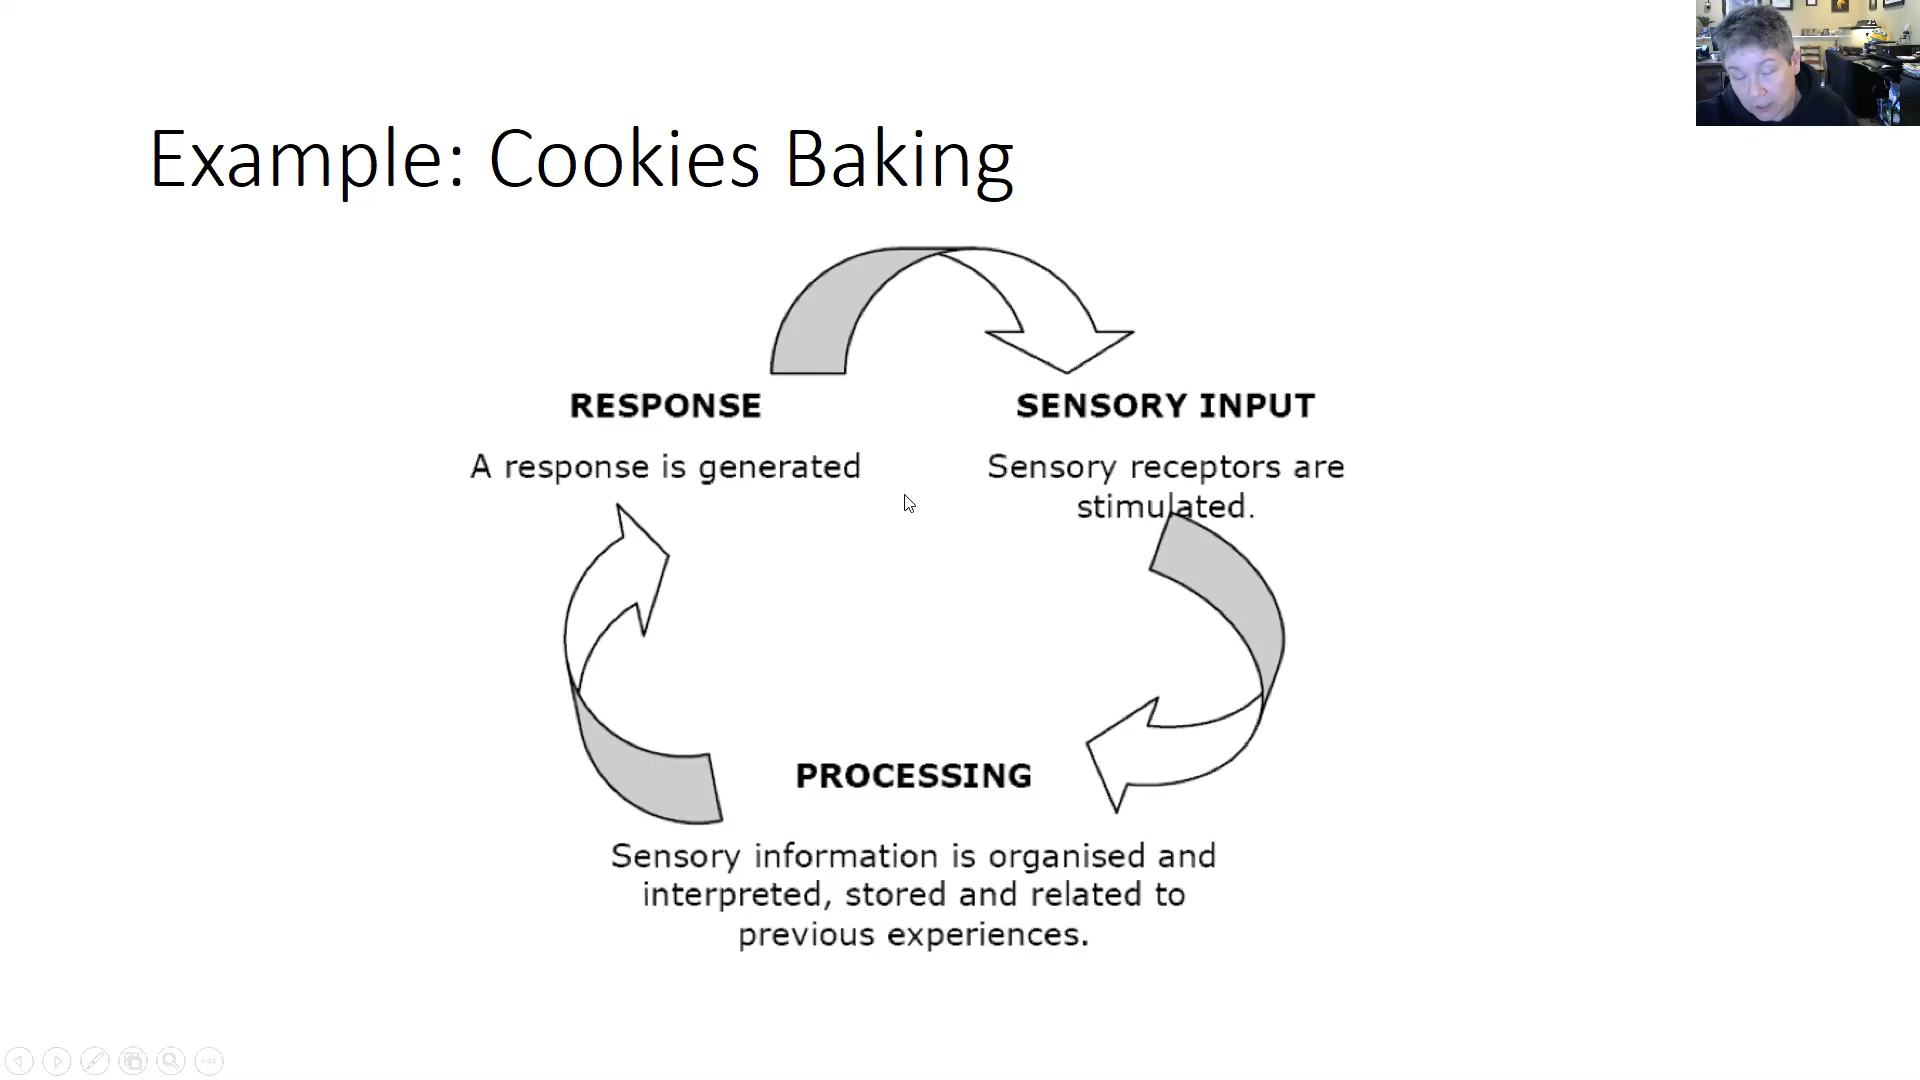 Example: Cookies Baking
RESPONSE
A response is generated
SENSORY INPUT
Sensory receptors are
stimulated.
PROCESSING
Sensory information is organised and
interpreted, stored and related to
previous experiences.